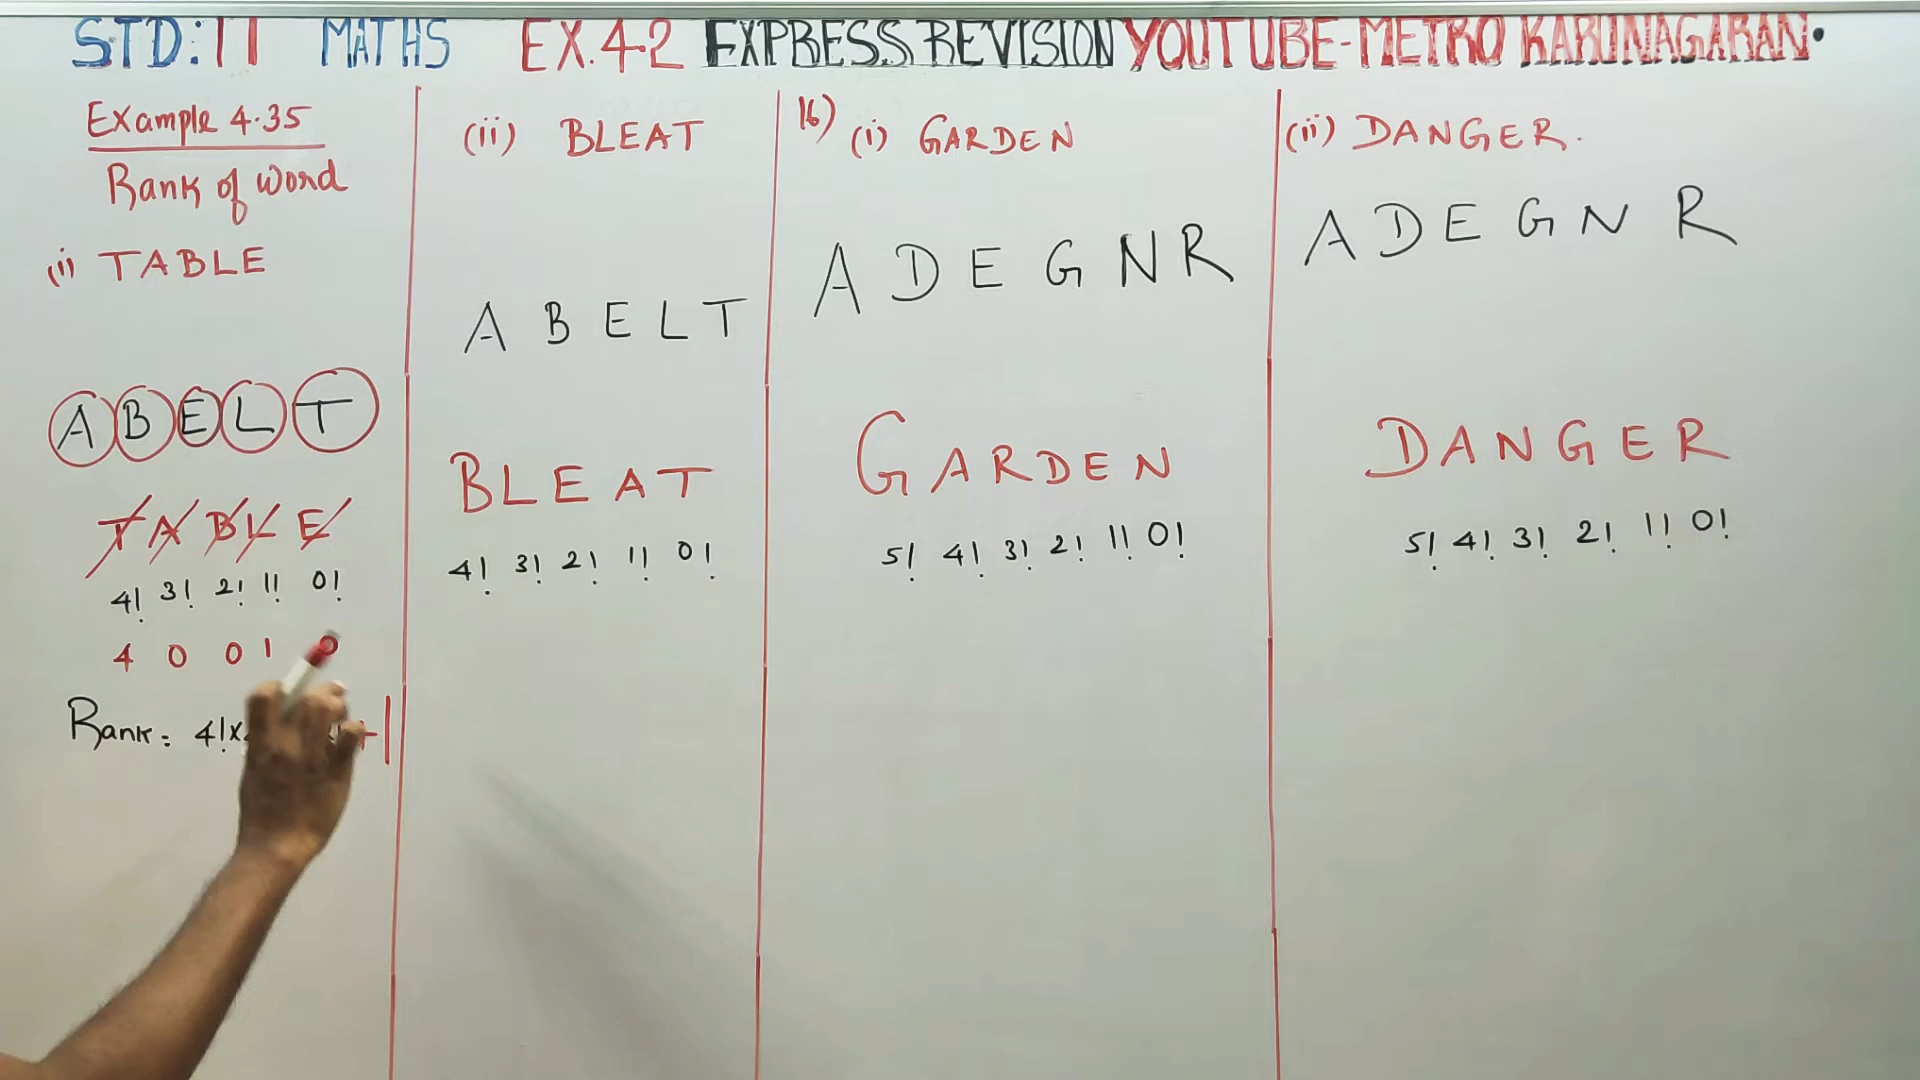 STD:11 MATHS EX.4.2 EXPRESS REVISION YOUTUBE-METRO KARUNAGARAN.
Example 4.35
Rank of word
(i) TABLE
A B E L T
T A B L E
4! 3! 2! 1! 0!
4 0 0 1 0
Rank: 4!x +1
(ii) BLEAT
A B E L T
BLEAT
4! 3! 2! 1! 0!
16) (i) GARDEN
A D E G N R
GARDEN
5! 4! 3! 2! 1! 0!
(ii) DANGER.
A D E G N R
DANGER
5! 4! 3! 2! 1! 0!